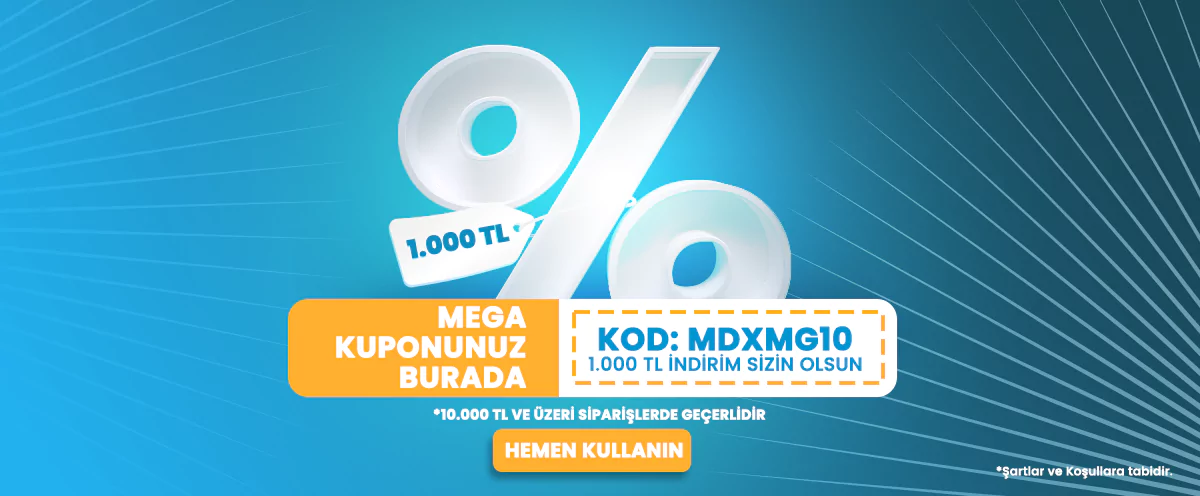 %
1.000 TL
MEGA
KUPONUNUZ
BURADA
KOD: MDXMG10
1.000 TL İNDİRİM SİZİN OLSUN
*10.000 TL VE ÜZERİ SİPARİŞLERDE GEÇERLİDİR
HEMEN KULLANIN
*Şartlar ve Koşullara tabidir.